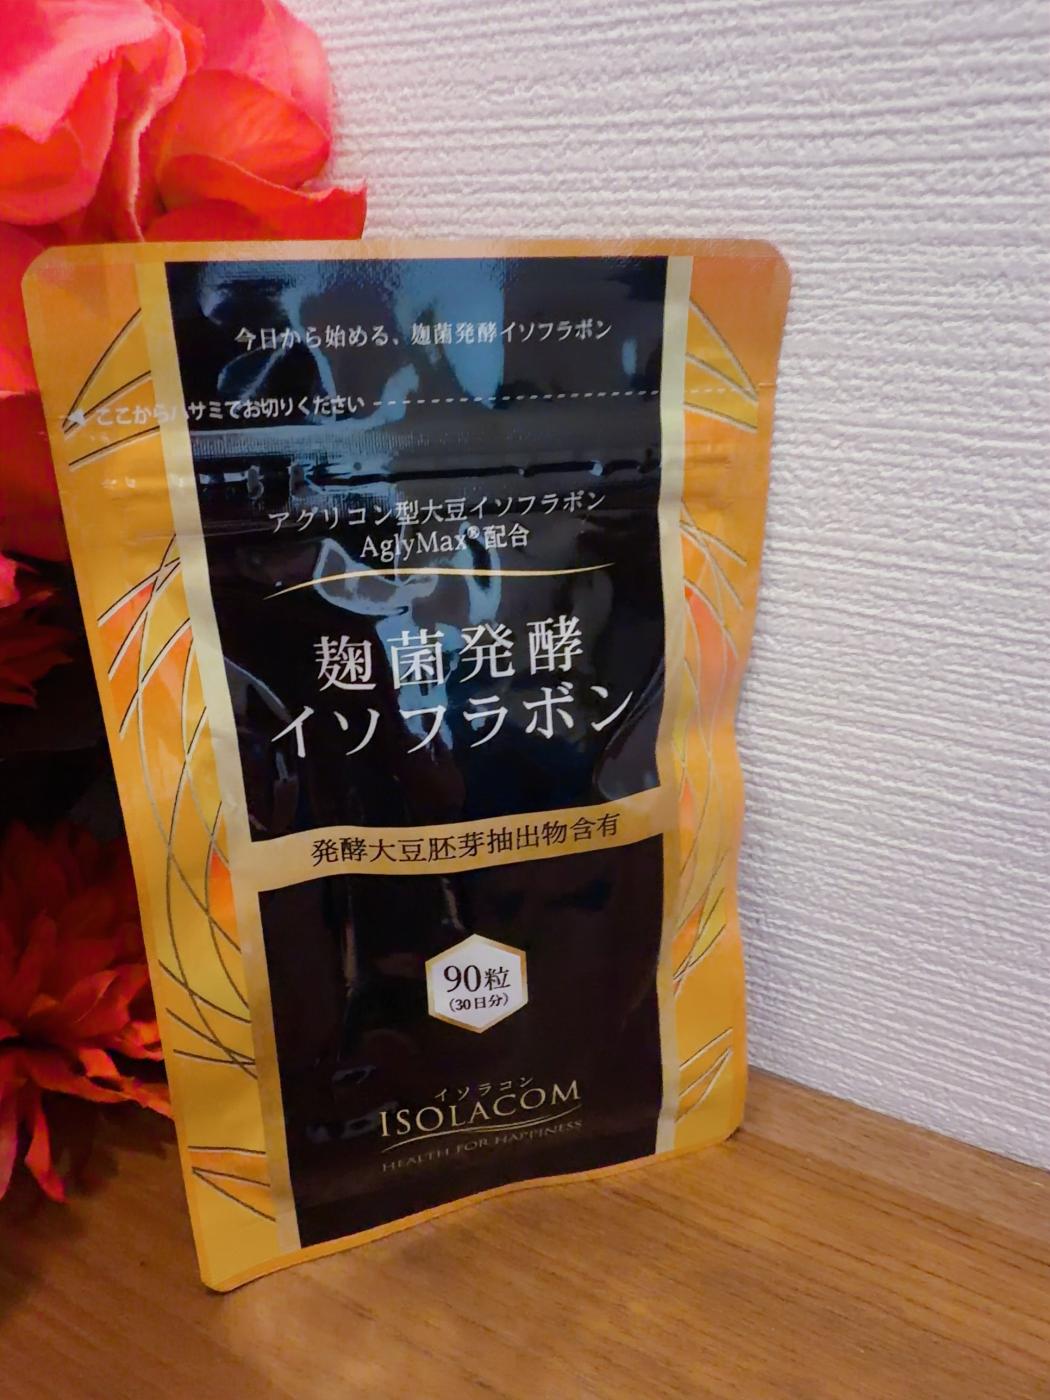 今日から始める、麹菌発酵イソフラボン
ここからハサミでお切りください
アグリコン型大豆イソフラボン
AglyMax®配合
麹菌発酵
イソフラボン
発酵大豆胚芽抽出物含有
90粒
(30日分)
イソラコン
ISOLACOM
HEALTH FOR HAPPINESS